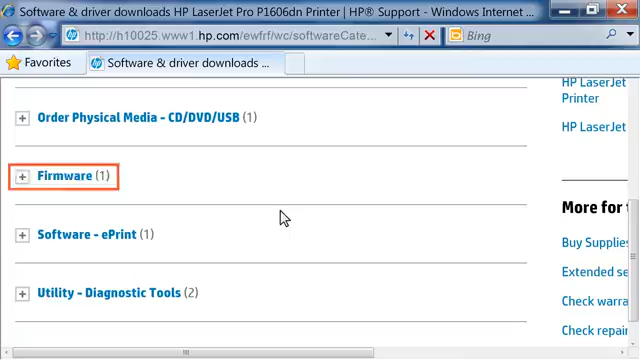 Software & driver downloads HP LaserJet Pro P1606dn Printer | HP® Support - Windows Internet ...
http://h10025.www1.hp.com/ewfrf/wc/softwareCate...
Bing
Favorites
Software & driver downloads ...
HP LaserJet
Printer
Order Physical Media - CD/DVD/USB (1)
HP LaserJet
Firmware (1)
More for t
Software - ePrint (1)
Buy Supplies
Extended se
Utility - Diagnostic Tools (2)
Check warra
Check repair